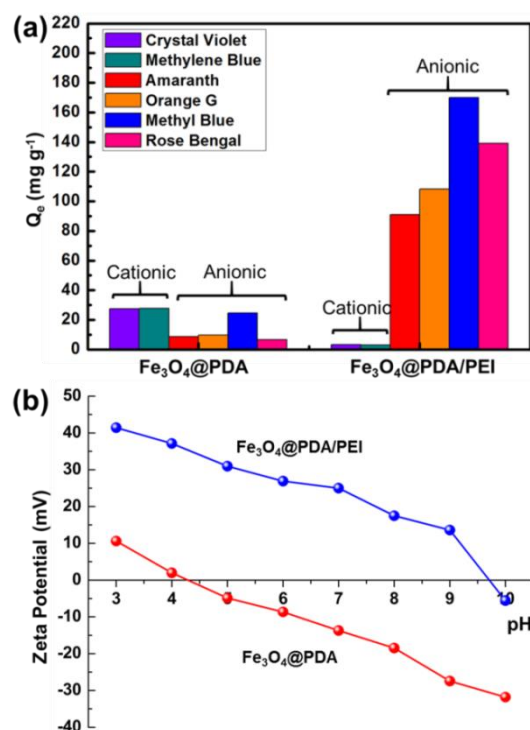 (a)
220
200
180
160
140
120
100
80
60
40
20
0
Qe (mg g⁻¹)
Crystal Violet
Methylene Blue
Amaranth
Orange G
Methyl Blue
Rose Bengal
Anionic
Cationic
Anionic
Cationic
Fe₃O₄@PDA
Fe₃O₄@PDA/PEI
(b)
50
40
30
20
10
0
-10
-20
-30
-40
Zeta Potential (mV)
Fe₃O₄@PDA/PEI
3 4 5 6 7 8 9 10
pH
Fe₃O₄@PDA